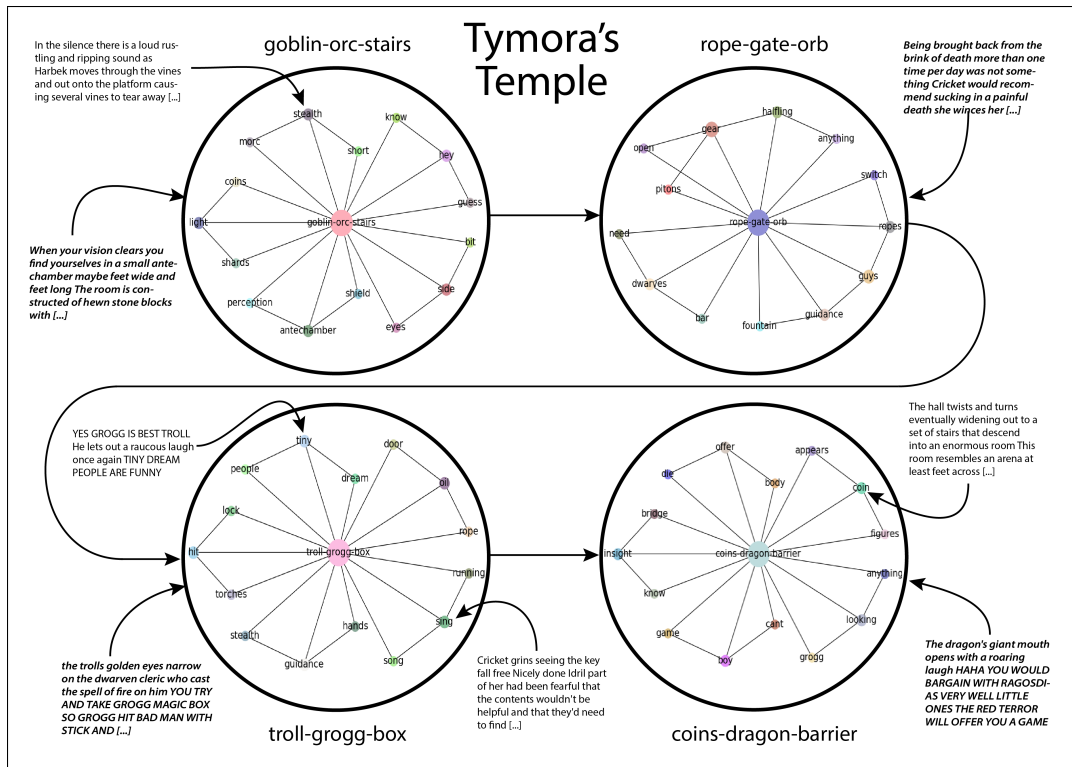 Tymora's
Temple
goblin-orc-stairs
rope-gate-orb
In the silence there is a loud rus-
tling and ripping sound as
Harbek moves through the vines
and out onto the platform caus-
ing several vines to tear away [...]
Being brought back from the
brink of death more than one
time per day was not some-
thing Cricket would recom-
mend sucking in a painful
death she winces her [...]
stealth
know
morc
short
hey
coins
guess
light
goblin-orc-stairs
bit
shards
side
perception
shield
antechamber
eyes
When your vision clears you
find yourselves in a small ante-
chamber maybe feet wide and
feet long The room is con-
structed of hewn stone blocks
with [...]
halfling
gear
anything
open
switch
pitons
rope-gate-orb
ropes
need
guys
dwarves
bar
fountain
guidance
YES GROGG IS BEST TROLL
He lets out a raucous laugh
once again TINY DREAM
PEOPLE ARE FUNNY
The hall twists and turns
eventually widening out to a
set of stairs that descend
into an enormous room This
room resembles an arena at
least feet across [...]
tiny
door
people
dream
oil
lock
rope
hit
troll-grogg-box
running
torches
sing
stealth
hands
guidance
song
offer
appears
die
body
coin
bridge
figures
insight
coins-dragon-barrier
anything
know
looking
game
cant
boy
grogg
the trolls golden eyes narrow
on the dwarven cleric who cast
the spell of fire on him YOU TRY
AND TAKE GROGG MAGIC BOX
SO GROGG HIT BAD MAN WITH
STICK AND [...]
Cricket grins seeing the key
fall free Nicely done Idril part
of her had been fearful that
the contents wouldn't be
helpful and that they'd need
to find [...]
The dragon's giant mouth
opens with a roaring
laugh HAHA YOU WOULD
BARGAIN WITH RAGOSDI-
AS VERY WELL LITTLE
ONES THE RED TERROR
WILL OFFER YOU A GAME
troll-grogg-box
coins-dragon-barrier